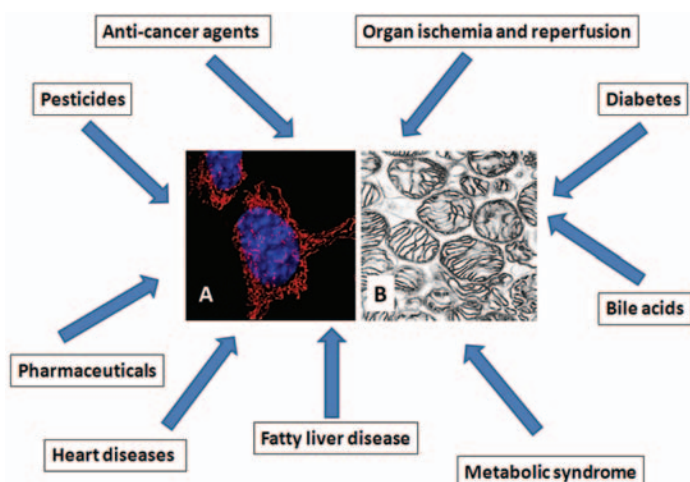 Anti-cancer agents
Organ ischemia and reperfusion
Pesticides
Diabetes
A
B
Bile acids
Pharmaceuticals
Heart diseases
Fatty liver disease
Metabolic syndrome